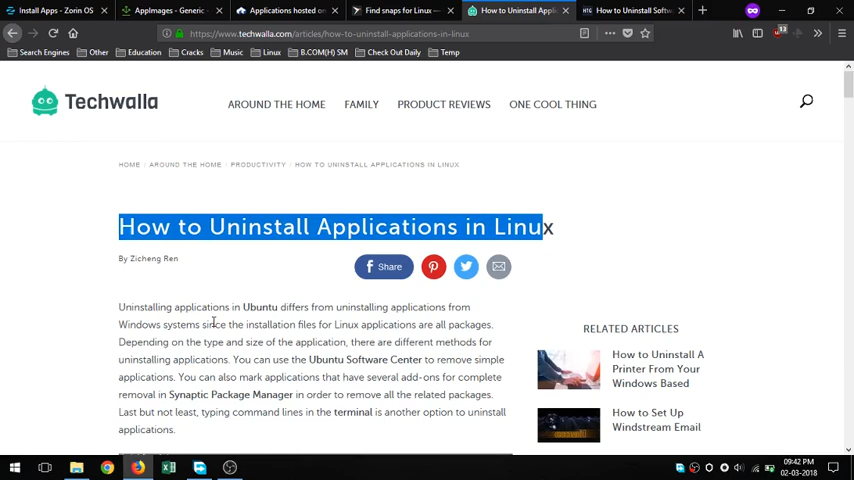 Install Apps - Zorin OS
AppImages - Generic
Applications hosted on
Find snaps for Linux —
How to Uninstall Appl
How to Uninstall Softw
https://www.techwalla.com/articles/how-to-uninstall-applications-in-linux
13
Search Engines
Other
Education
Cracks
Music
Linux
B.COM(H) SM
Check Out Daily
Temp
Techwalla
AROUND THE HOME
FAMILY
PRODUCT REVIEWS
ONE COOL THING
HOME / AROUND THE HOME / PRODUCTIVITY / HOW TO UNINSTALL APPLICATIONS IN LINUX
How to Uninstall Applications in Linux
By Zicheng Ren
Share
Uninstalling applications in Ubuntu differs from uninstalling applications from
Windows systems since the installation files for Linux applications are all packages.
Depending on the type and size of the application, there are different methods for
uninstalling applications. You can use the Ubuntu Software Center to remove simple
applications. You can also mark applications that have several add-ons for complete
removal in Synaptic Package Manager in order to remove all the related packages.
Last but not least, typing command lines in the terminal is another option to uninstall
applications.
RELATED ARTICLES
How to Uninstall A
Printer From Your
Windows Based
How to Set Up
Windstream Email
09:42 PM
02-03-2018